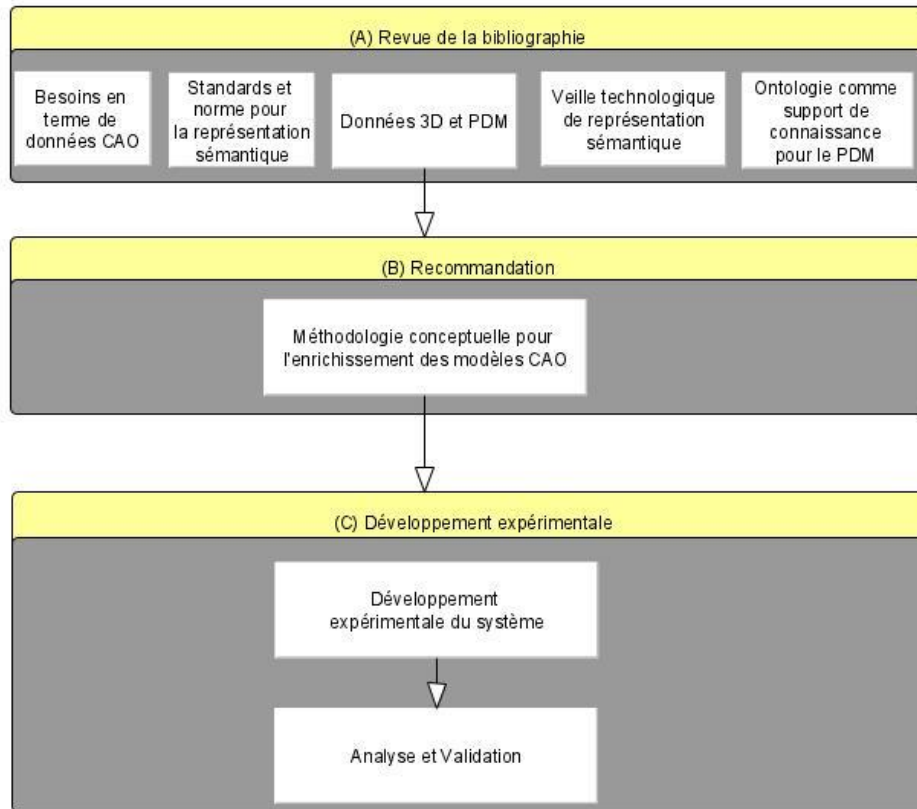 (A) Revue de la bibliographie
Besoins en
terme de
données CAO
Standards et
norme pour
la représentation
sémantique
Données 3D et PDM
Veille technologique
de représentation
sémantique
Ontologie comme
support de
connaissance
pour le PDM
(B) Recommandation
Méthodologie conceptuelle pour
l'enrichissement des modèles CAO
(C) Développement expérimentale
Développement
expérimentale du système
Analyse et Validation